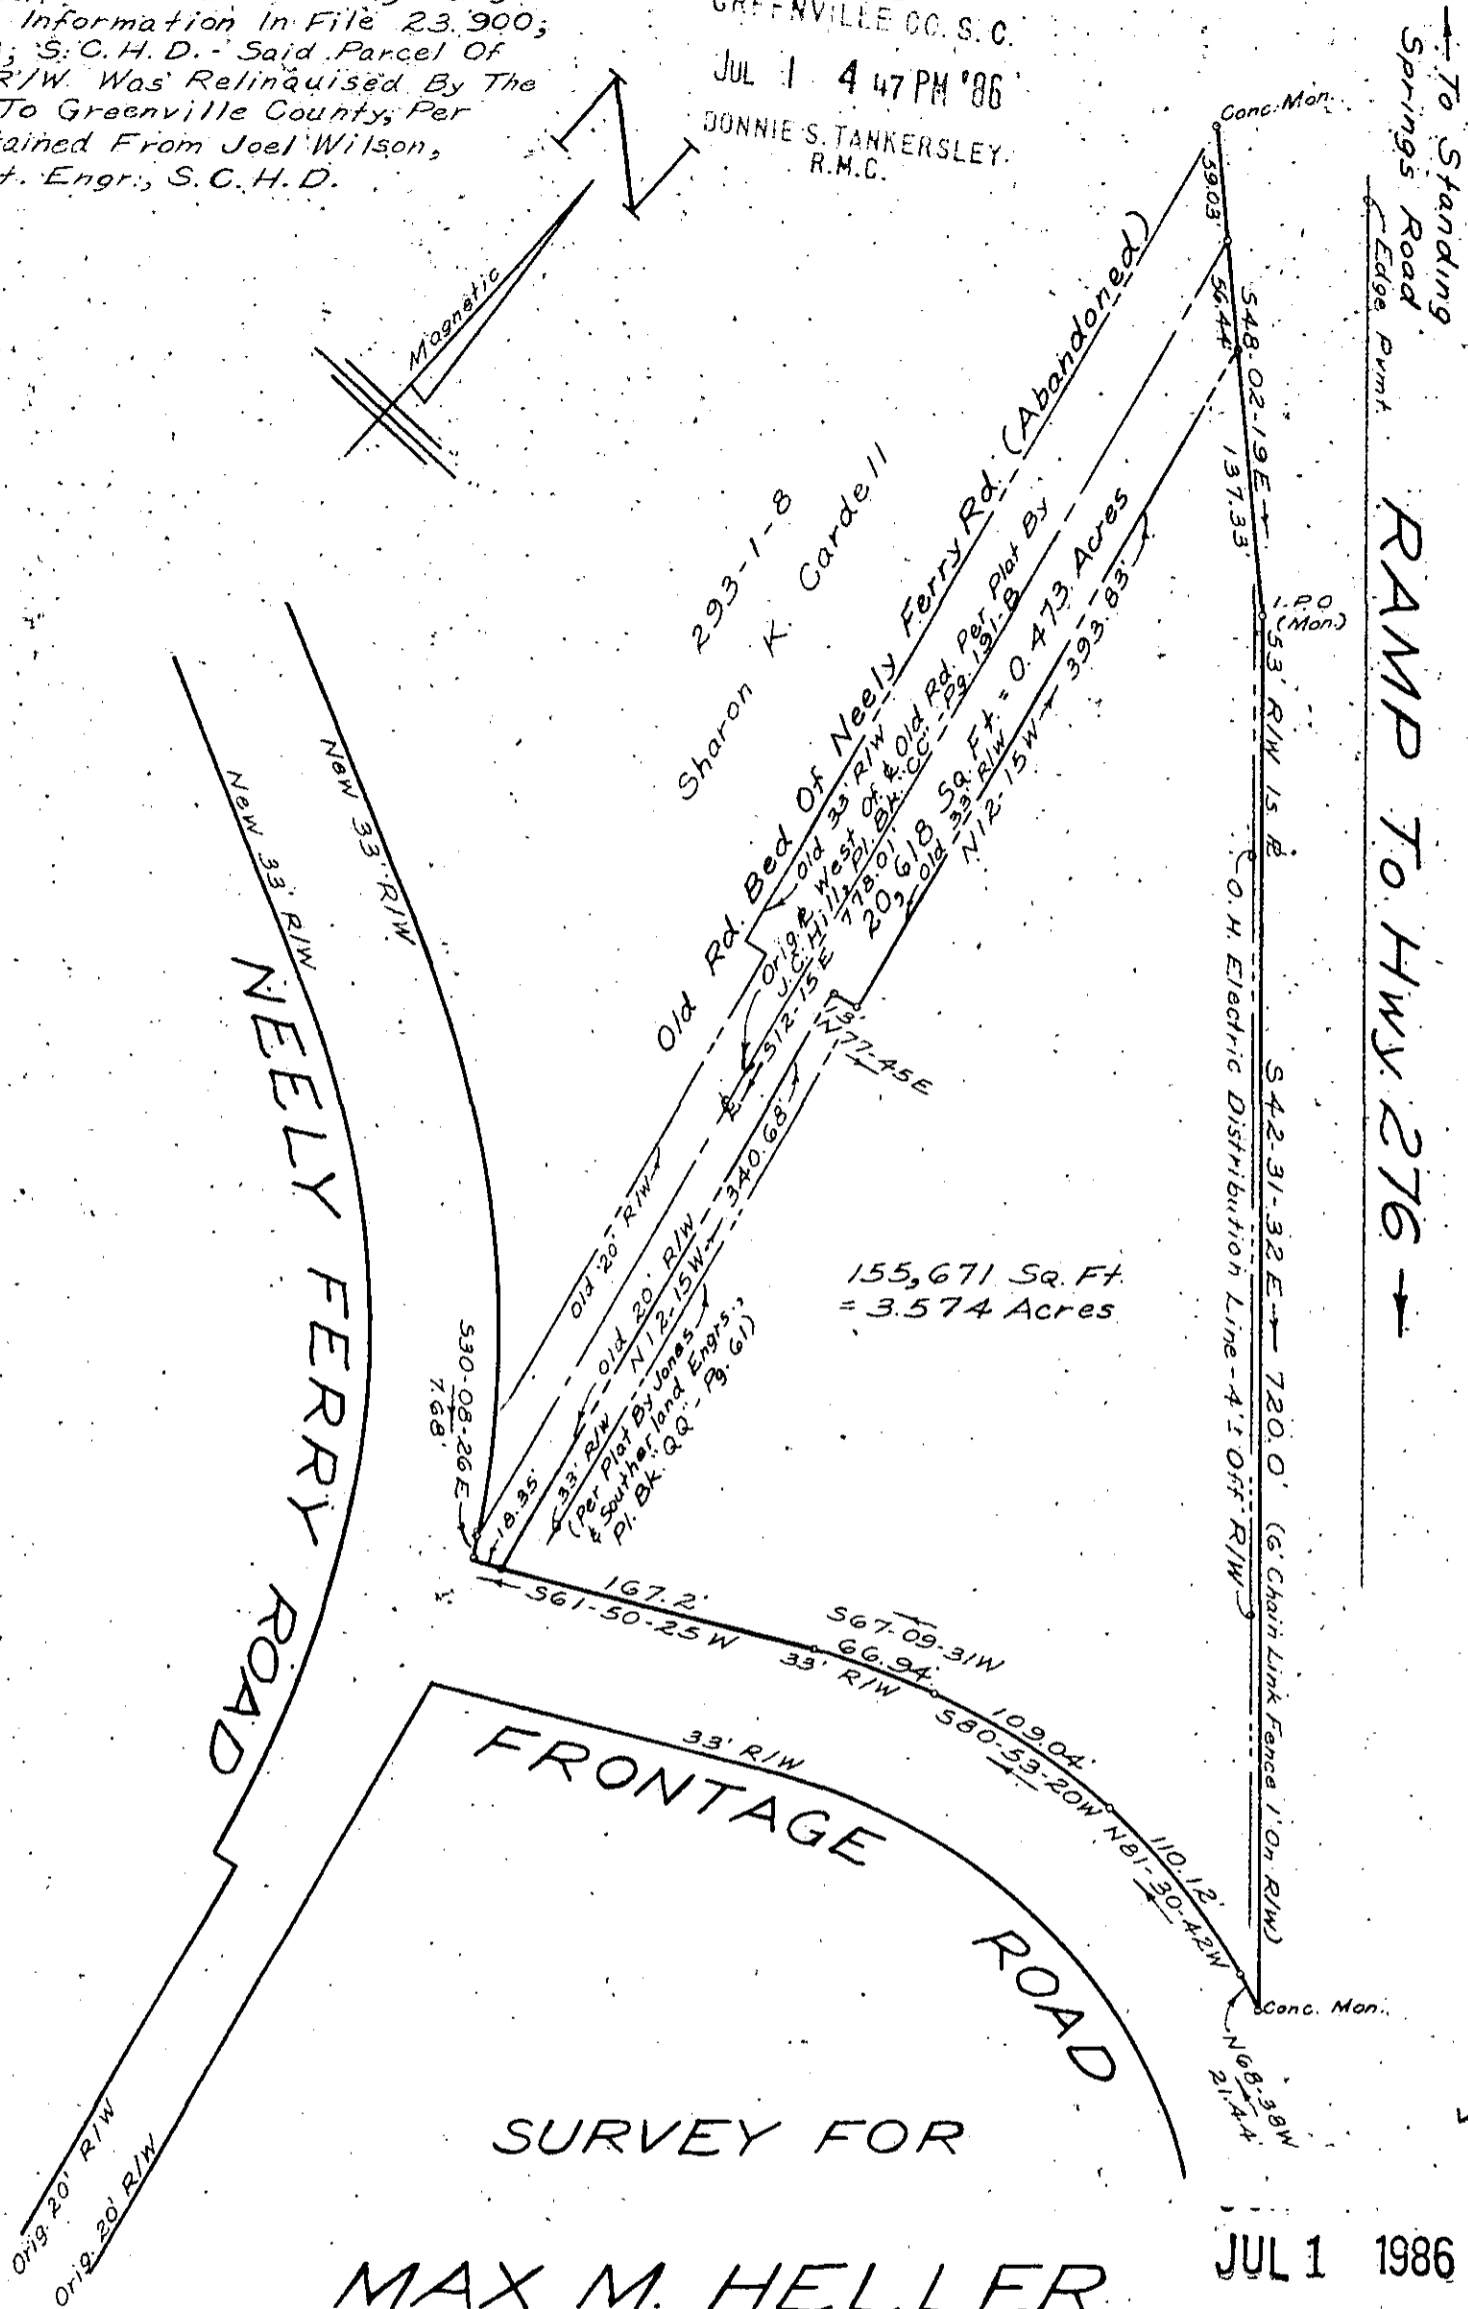 Information In File 23.900;
S.C.H.D. - Said Parcel Of
R/W Was Relinquised By The
To Greenville County, Per
ained From Joel Wilson,
t. Engr., S.C.H.D.
GREENVILLE CO. S.C.
JUL 1 4 47 PM '86
DONNIE S. TANKERSLEY
R.M.C.
To Standing
Springs Road
Edge Pvmt.
RAMP To Hwy. 276
Magnetic
Conc. Mon.
59.03'
56.44'
S48-02-19E
137.33'
I.P.O
(Mon.)
53' R/W Is ⅊
O.H. Electric Distribution Line - 4'± Off R/W
S42-31-32E 720.0' (6' Chain Link Fence 1' On R/W)
293-1-8
Sharon K. Cardell
Old Rd. Bed Of Neely Ferry Rd. (Abandoned)
Old 33' R/W
Orig. ⅊ West Of ℄ Old Rd. Per Plat By
J.C. Hill, Pl. Bk. "CC" - Pg. 191-B
S12-15E 778.01'
20,618 Sq. Ft. = 0.473 Acres
Old 33' R/W
N12-15W 393.83'
13'
N77-45E
℄
Old 20' R/W
340.68'
Old 20' R/W
N12-15W
33' R/W
(Per Plat By Jones
& Southerland Engrs.,
Pl. Bk. "QQ" - Pg. 61)
155,671 Sq. Ft.
= 3.574 Acres
New 33' R/W
New 33' R/W
NEELY FERRY ROAD
S30-08-26E
7.68'
18.35'
167.2'
S61-50-25W
S67-09-31W
66.94'
33' R/W
109.04'
S80-53-20W
110.12'
N81-30-42W
Conc. Mon.
N68-38W
21.44'
33' R/W
FRONTAGE ROAD
Orig. 20' R/W
Orig. 20' R/W
SURVEY FOR
MAX M. HELLER
JUL 1 1986